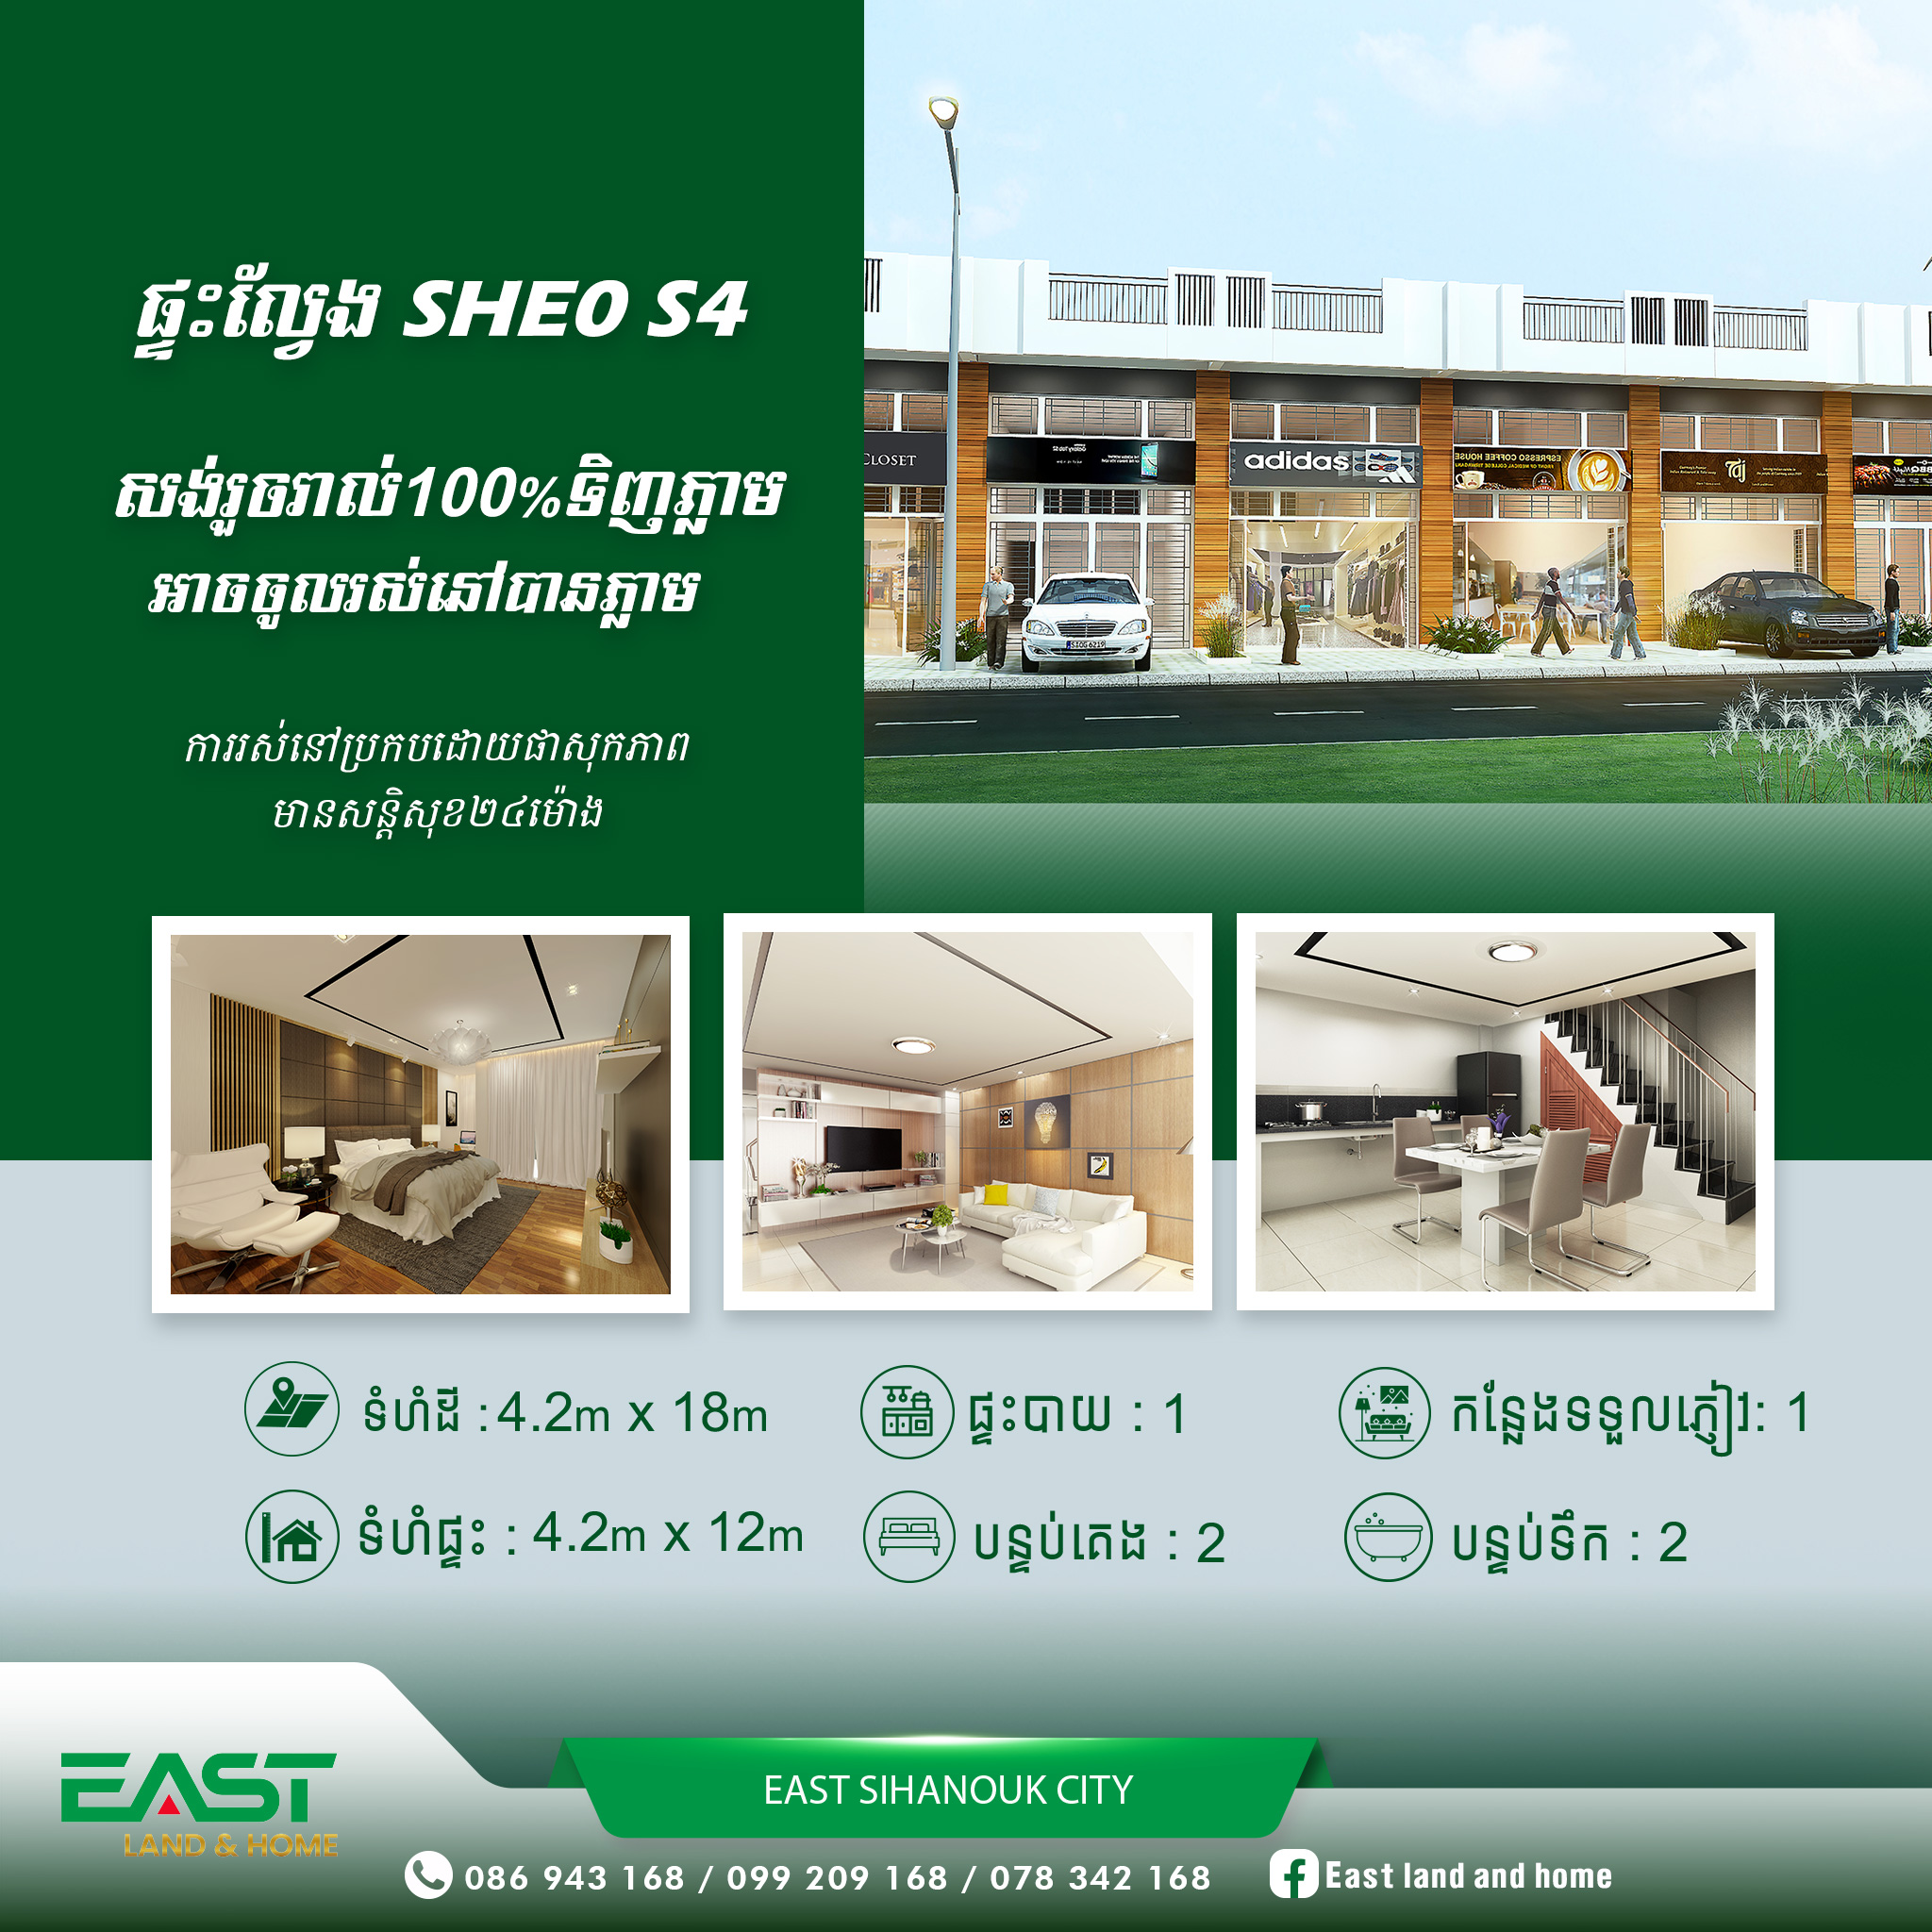 ផ្ទះល្វែង SHE0 S4
សង់រួចរាល់100%ទិញភ្លាម
អាចចូលរស់នៅបានភ្លាម
ការរស់នៅប្រកបដោយផាសុកភាព
មានសន្តិសុខ២៤ម៉ោង
CLOSET
adidas
ESPRESSO COFFEE HOUSE
Taj
BBQ
S:OG 6219
ទំហំដី : 4.2m x 18m
ផ្ទះបាយ : 1
កន្លែងទទួលភ្ញៀវ: 1
ទំហំផ្ទះ : 4.2m x 12m
បន្ទប់គេង : 2
បន្ទប់ទឹក : 2
EAST
LAND & HOME
EAST SIHANOUK CITY
086 943 168 / 099 209 168 / 078 342 168
East land and home